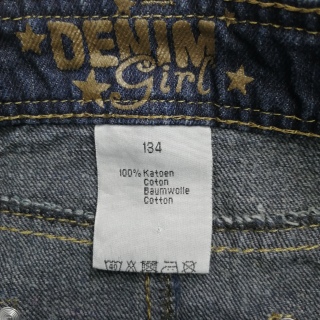 DENIM
Girl
134
100% Katoen
Coton
Baumwolle
Cotton